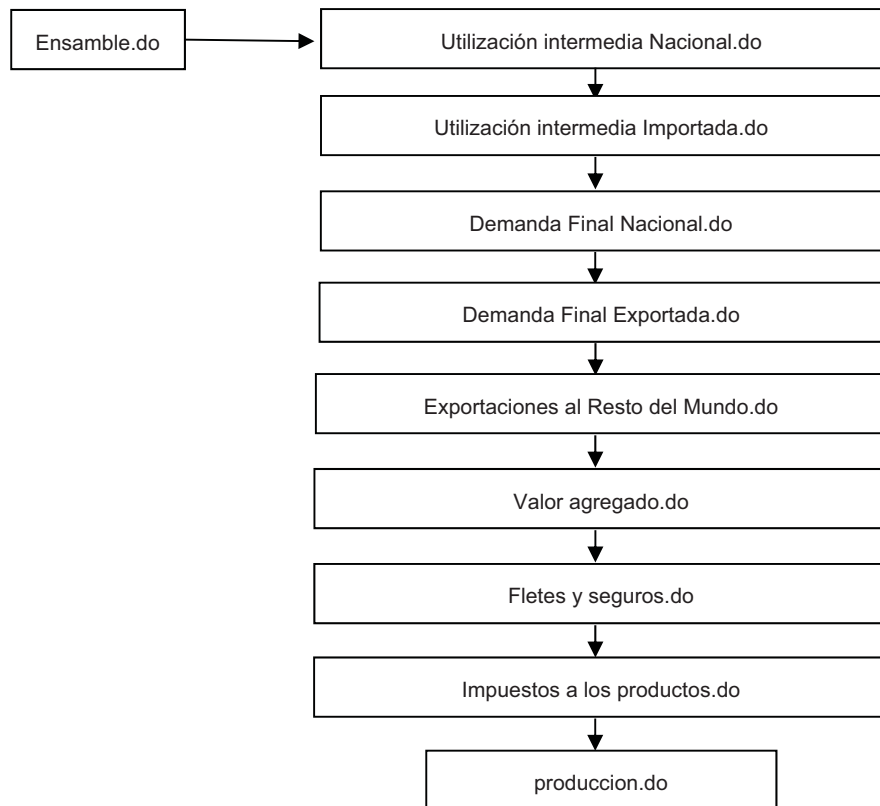 Ensamble.do
Utilización intermedia Nacional.do
Utilización intermedia Importada.do
Demanda Final Nacional.do
Demanda Final Exportada.do
Exportaciones al Resto del Mundo.do
Valor agregado.do
Fletes y seguros.do
Impuestos a los productos.do
produccion.do